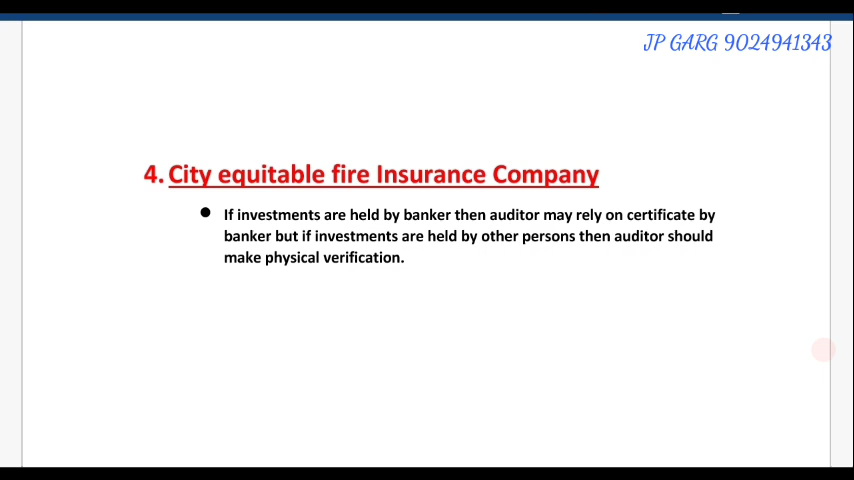 JP GARG 9024941343
4. City equitable fire Insurance Company
● If investments are held by banker then auditor may rely on certificate by
banker but if investments are held by other persons then auditor should
make physical verification.